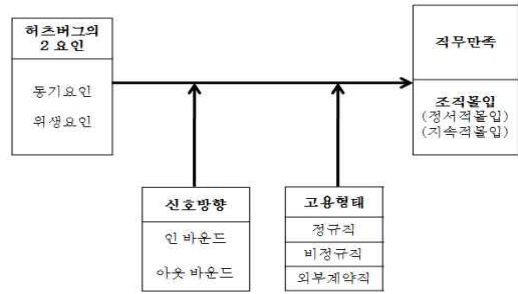 허츠버그의
2 요인
동기요인
위생요인
직무만족
조직몰입
(정서적몰입)
(지속적몰입)
신호방향
인 바운드
아웃 바운드
고용형태
정규직
비정규직
외부계약직